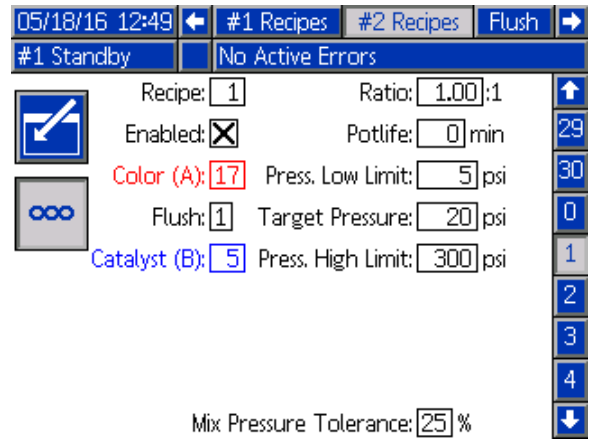 05/18/16 12:49 #1 Recipes #2 Recipes Flush
#1 Standby No Active Errors
Recipe: 1 Ratio: 1.00 :1
Enabled: X Potlife: 0 min
Color (A): 17 Press. Low Limit: 5 psi
Flush: 1 Target Pressure: 20 psi
Catalyst (B): 5 Press. High Limit: 300 psi
Mix Pressure Tolerance: 25 %
29
30
0
1
2
3
4